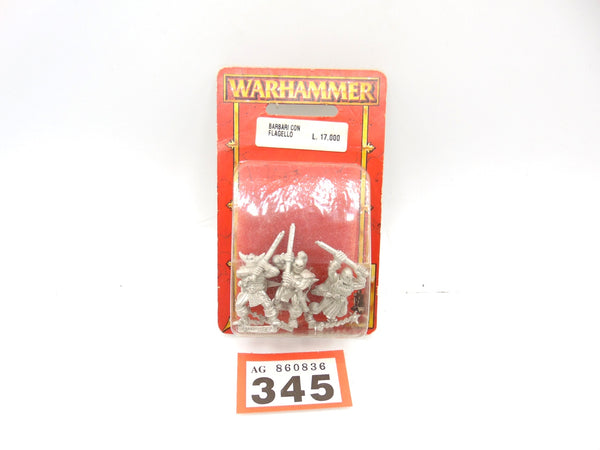 WARHAMMER
BARBARI CON
FLAGELLO L. 17.000
AG 860836
345